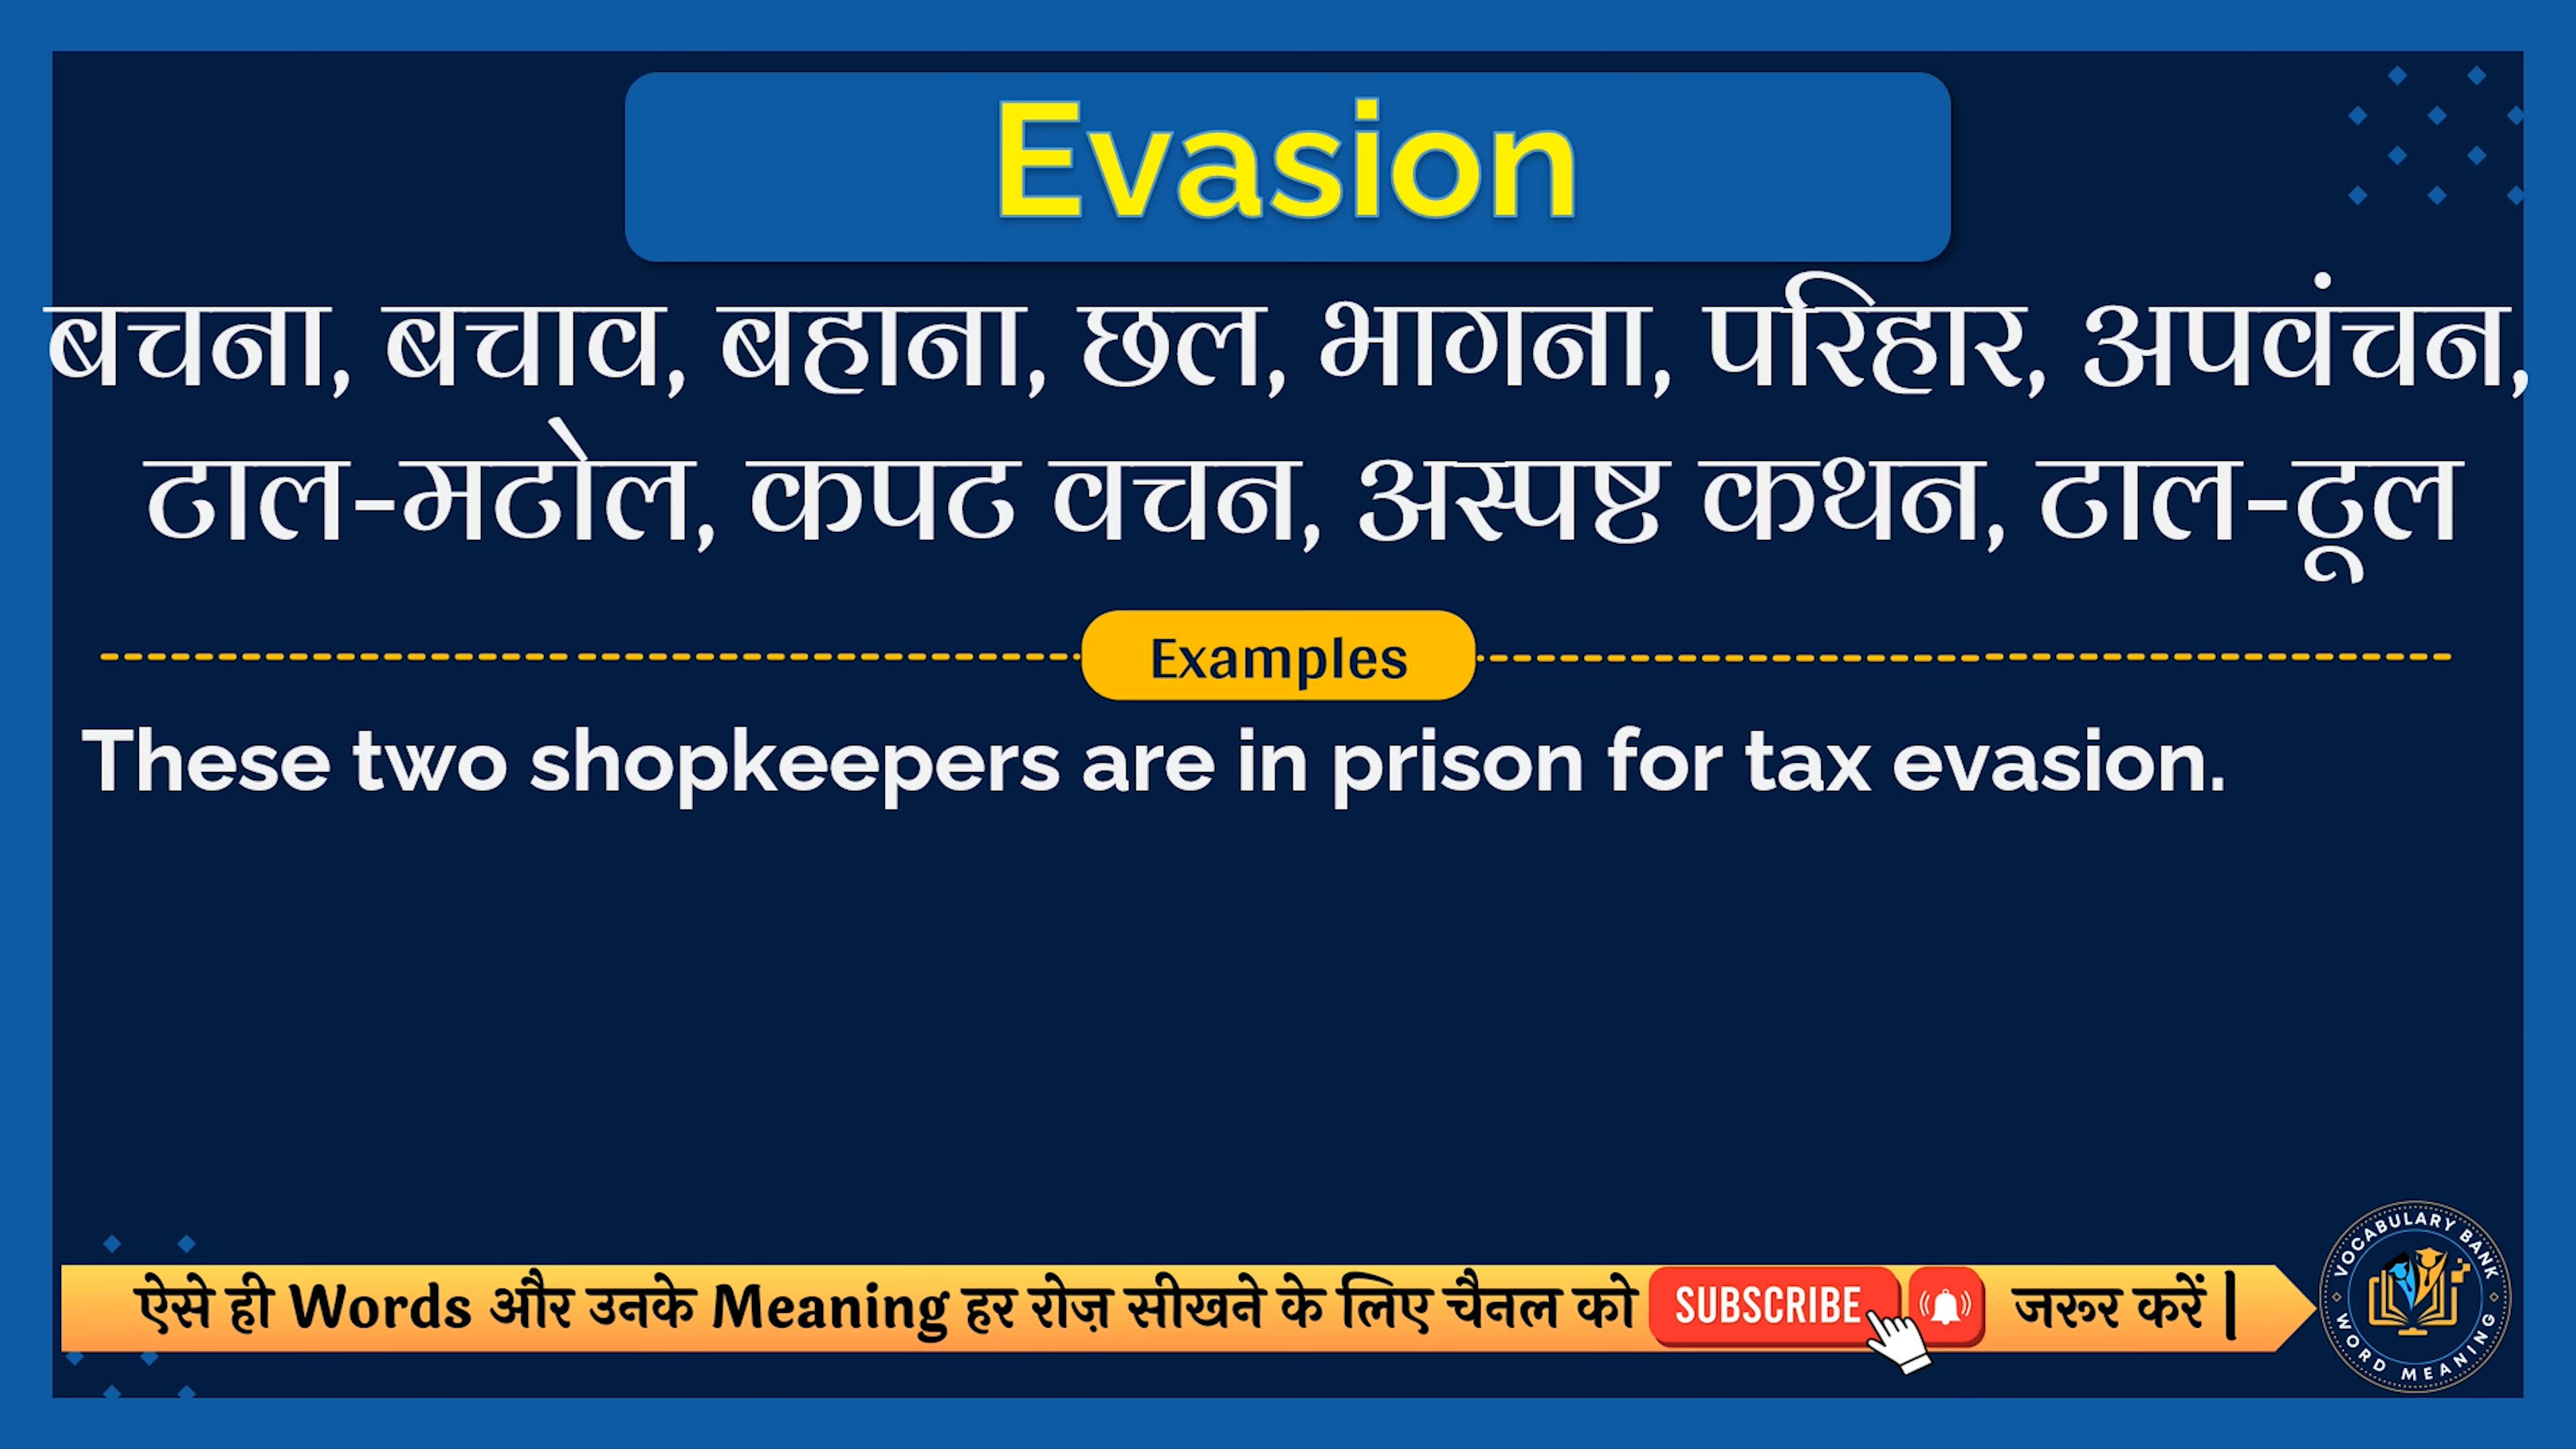 Evasion
बचना, बचाव, बहाना, छल, भागना, परिहार, अपवंचन,
टाल-मटोल, कपट वचन, अस्पष्ट कथन, टाल-टूल
Examples
These two shopkeepers are in prison for tax evasion.
ऐसे ही Words और उनके Meaning हर रोज़ सीखने के लिए चैनल को SUBSCRIBE जरूर करें |
VOCABULARY BANK
WORD MEANING